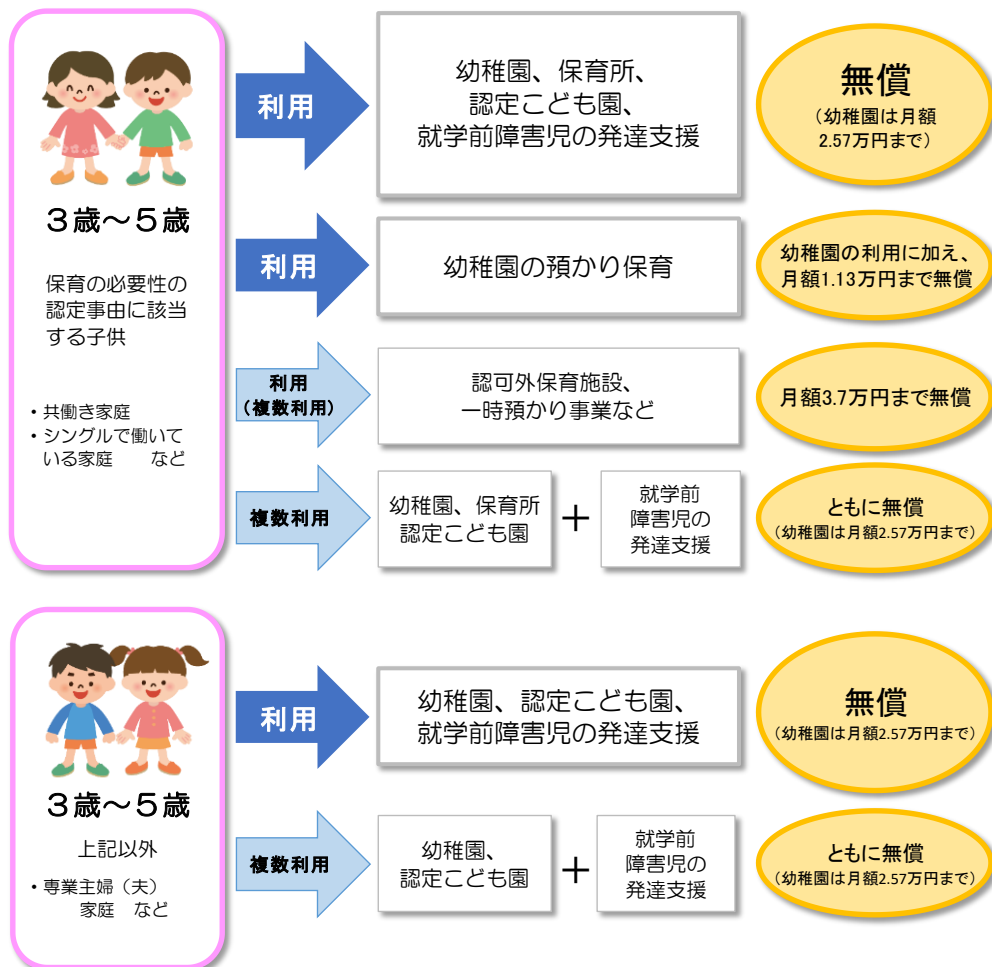 ３歳～５歳
保育の必要性の
認定事由に該当
する子供
・共働き家庭
・シングルで働いて
いる家庭　など
利用
幼稚園、保育所、
認定こども園、
就学前障害児の発達支援
無償
（幼稚園は月額
2.57万円まで）
利用
幼稚園の預かり保育
幼稚園の利用に加え、
月額1.13万円まで無償
利用
（複数利用）
認可外保育施設、
一時預かり事業など
月額3.7万円まで無償
複数利用
幼稚園、保育所
認定こども園
＋
就学前
障害児の
発達支援
ともに無償
（幼稚園は月額2.57万円まで）
３歳～５歳
上記以外
・専業主婦（夫）
家庭　など
利用
幼稚園、認定こども園、
就学前障害児の発達支援
無償
（幼稚園は月額2.57万円まで）
複数利用
幼稚園、
認定こども園
＋
就学前
障害児の
発達支援
ともに無償
（幼稚園は月額2.57万円まで）